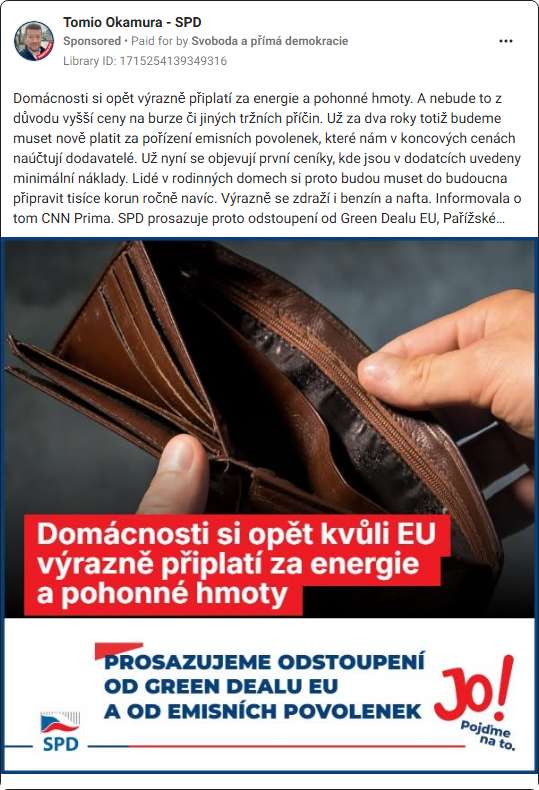 Tomio Okamura - SPD
Sponsored • Paid for by Svoboda a přímá demokracie
Library ID: 1715254139349316
Domácnosti si opět výrazně připlatí za energie a pohonné hmoty. A nebude to z
důvodu vyšší ceny na burze či jiných tržních příčin. Už za dva roky totiž budeme
muset nově platit za pořízení emisních povolenek, které nám v koncových cenách
naúčtují dodavatelé. Už nyní se objevují první ceníky, kde jsou v dodatcích uvedeny
minimální náklady. Lidé v rodinných domech si proto budou muset do budoucna
připravit tisíce korun ročně navíc. Výrazně se zdraží i benzín a nafta. Informovala o
tom CNN Prima. SPD prosazuje proto odstoupení od Green Dealu EU, Pařížské...
Domácnosti si opět kvůli EU
výrazně připlatí za energie
a pohonné hmoty
PROSAZUJEME ODSTOUPENÍ
OD GREEN DEALU EU
A OD EMISNÍCH POVOLENEK
Jo!
Pojďme
na to.
SPD